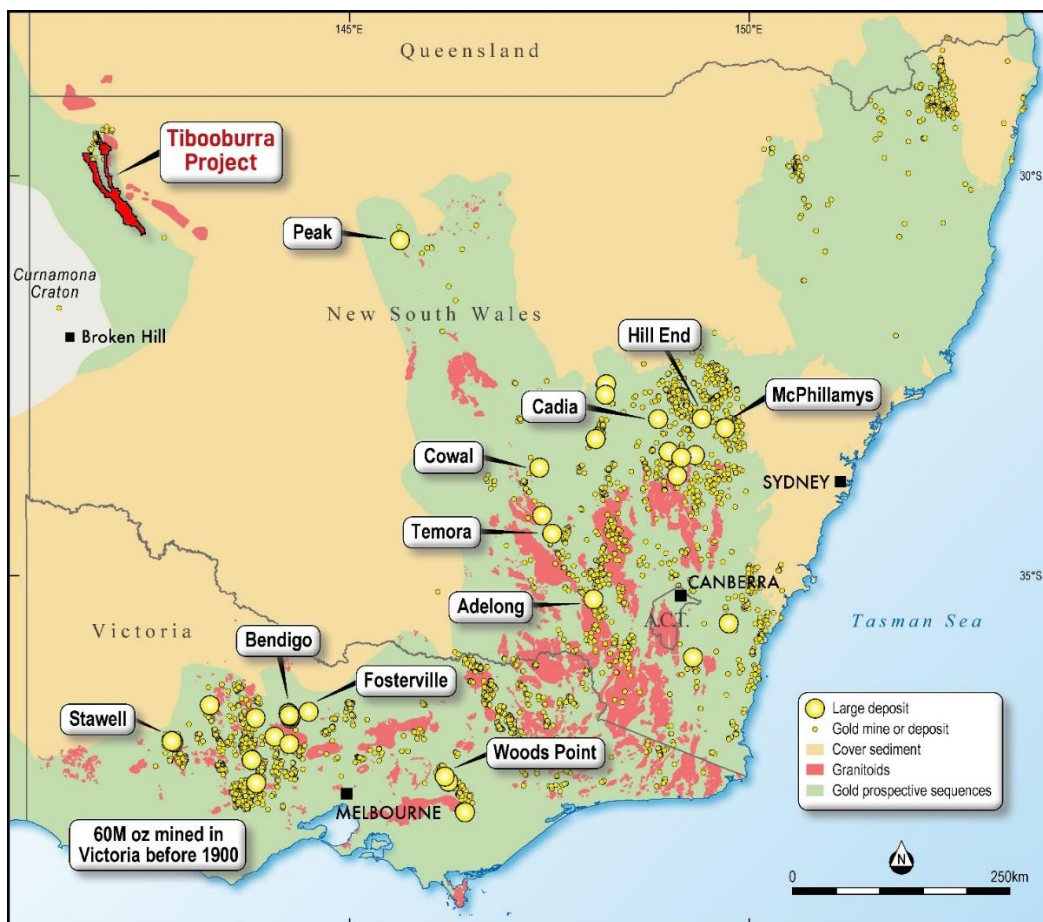 145°E
150°E
Queensland
Tibooburra
Project
30°S
Peak
Curnamona
Craton
Broken Hill
New South Wales
Hill End
McPhillamys
Cadia
Cowal
SYDNEY
Temora
CANBERRA
35°S
Adelong
A.C.T.
Tasman Sea
Victoria
Bendigo
Fosterville
Stawell
Woods Point
MELBOURNE
60M oz mined in
Victoria before 1900
Large deposit
Gold mine or deposit
Cover sediment
Granitoids
Gold prospective sequences
N
0 250km